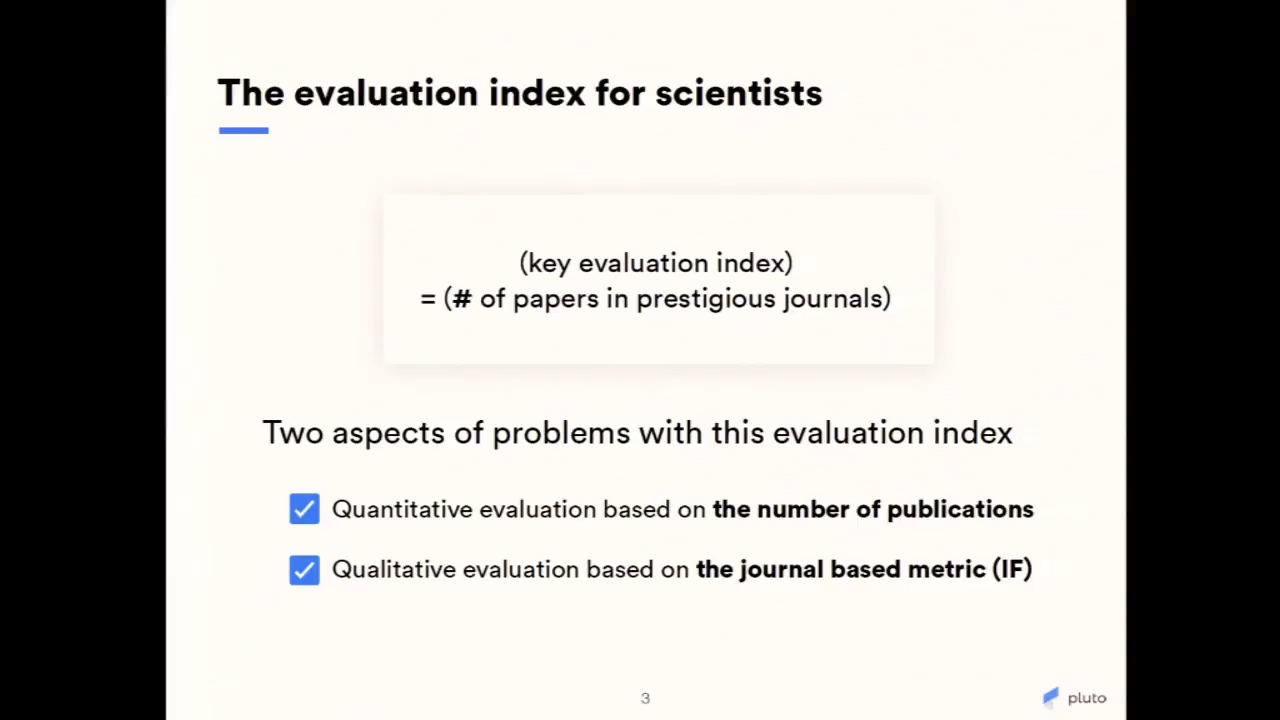 The evaluation index for scientists
(key evaluation index)
= (# of papers in prestigious journals)
Two aspects of problems with this evaluation index
Quantitative evaluation based on the number of publications
Qualitative evaluation based on the journal based metric (IF)
3
pluto